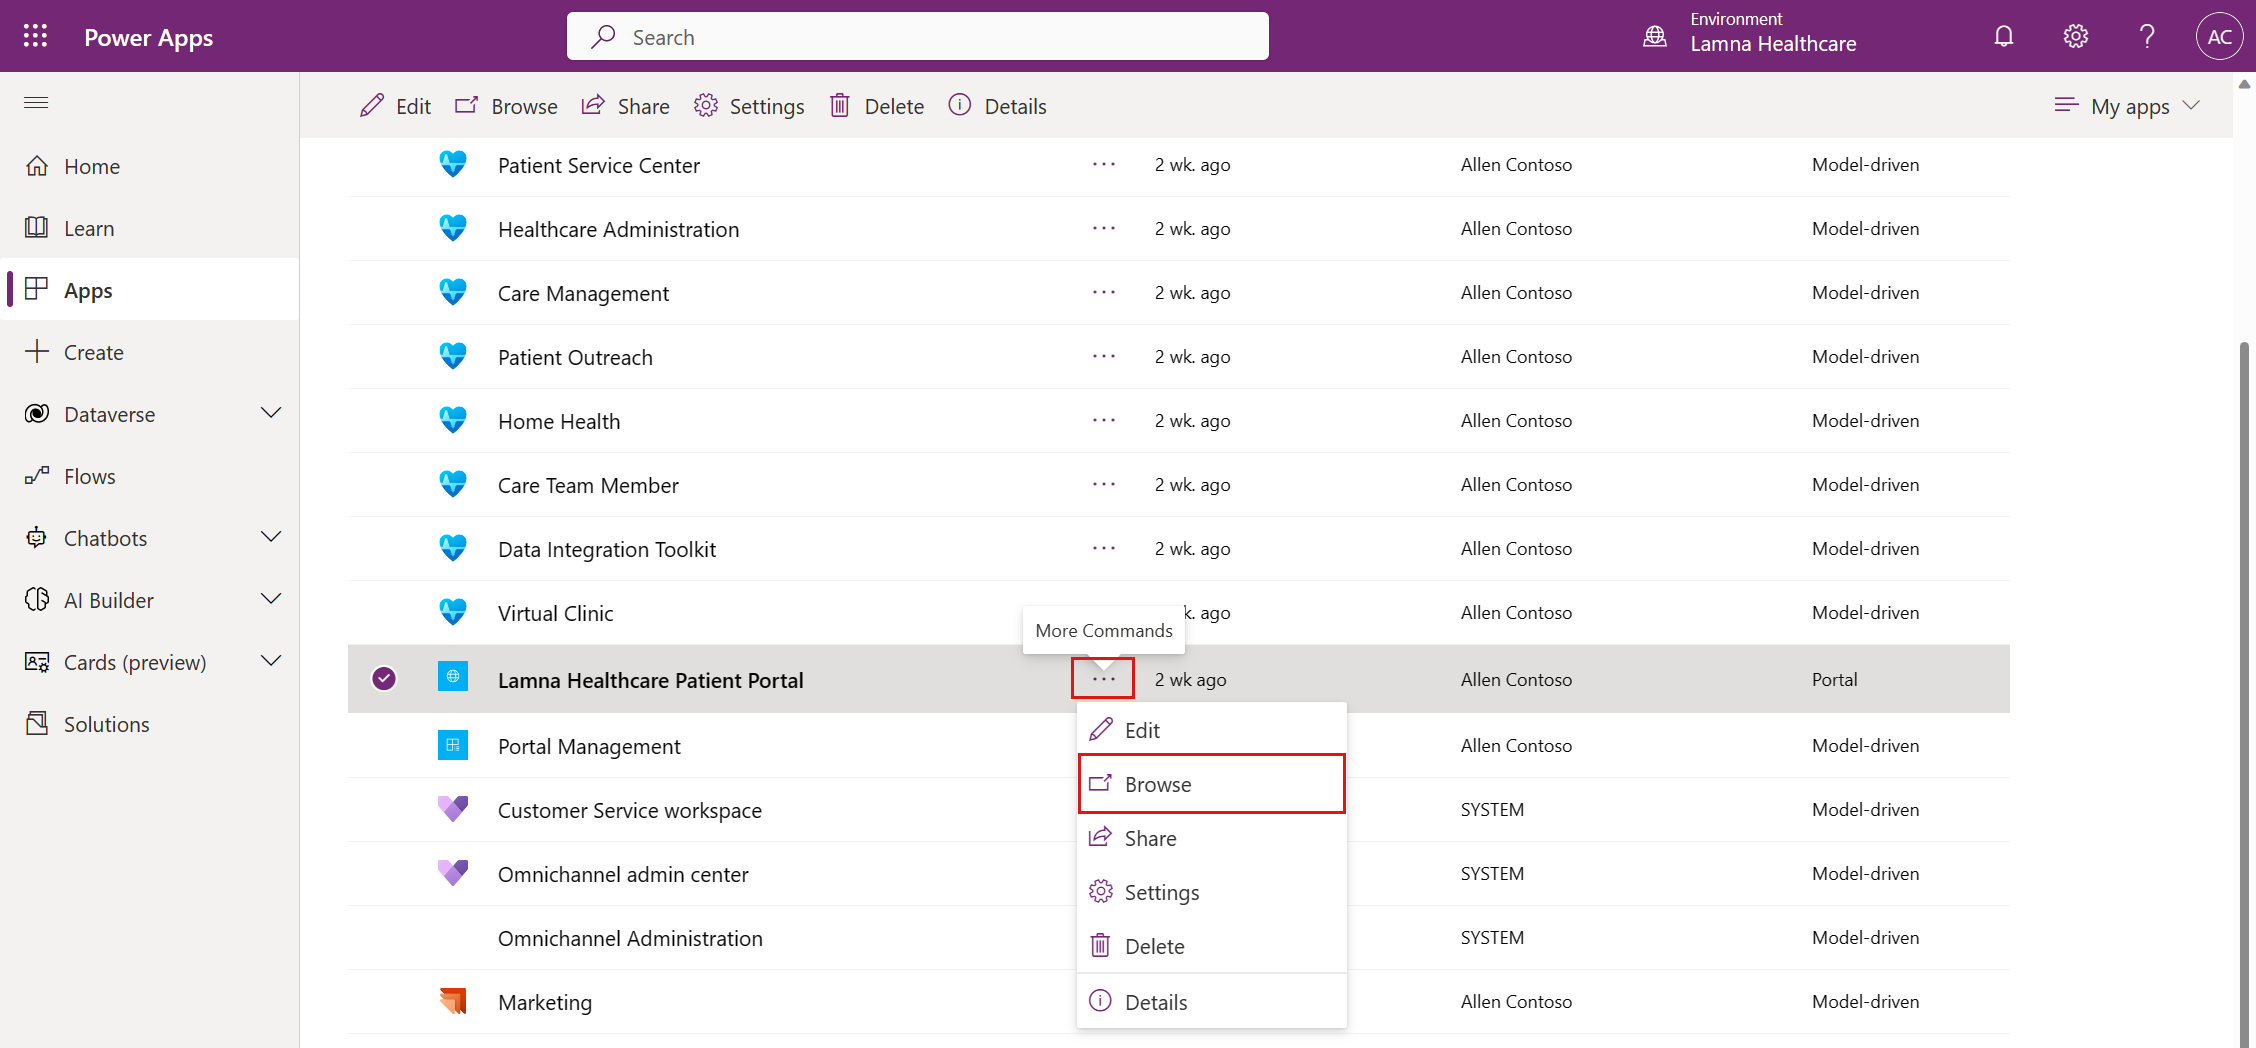 Power Apps
Search
Environment
Lamna Healthcare
AC
Edit
Browse
Share
Settings
Delete
Details
My apps
Home
Learn
Apps
Create
Dataverse
Flows
Chatbots
AI Builder
Cards (preview)
Solutions
Patient Service Center ··· 2 wk. ago Allen Contoso Model-driven
Healthcare Administration ··· 2 wk. ago Allen Contoso Model-driven
Care Management ··· 2 wk. ago Allen Contoso Model-driven
Patient Outreach ··· 2 wk. ago Allen Contoso Model-driven
Home Health ··· 2 wk. ago Allen Contoso Model-driven
Care Team Member ··· 2 wk. ago Allen Contoso Model-driven
Data Integration Toolkit ··· 2 wk. ago Allen Contoso Model-driven
Virtual Clinic k. ago Allen Contoso Model-driven
More Commands
Lamna Healthcare Patient Portal ··· 2 wk ago Allen Contoso Portal
Portal Management Allen Contoso Model-driven
Customer Service workspace SYSTEM Model-driven
Omnichannel admin center SYSTEM Model-driven
Omnichannel Administration SYSTEM Model-driven
Marketing Allen Contoso Model-driven
Edit
Browse
Share
Settings
Delete
Details